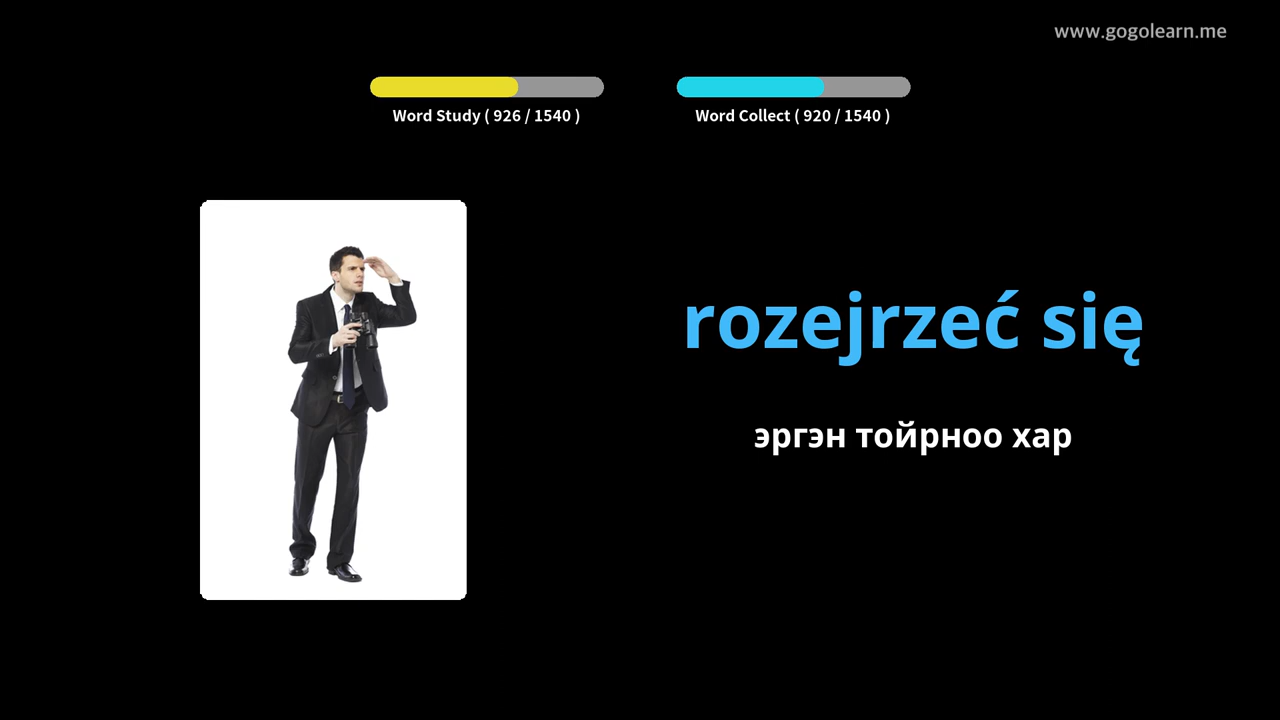 www.gogolearn.me
Word Study ( 926 / 1540 )
Word Collect ( 920 / 1540 )
rozejrzeć się
эргэн тойрноо хар